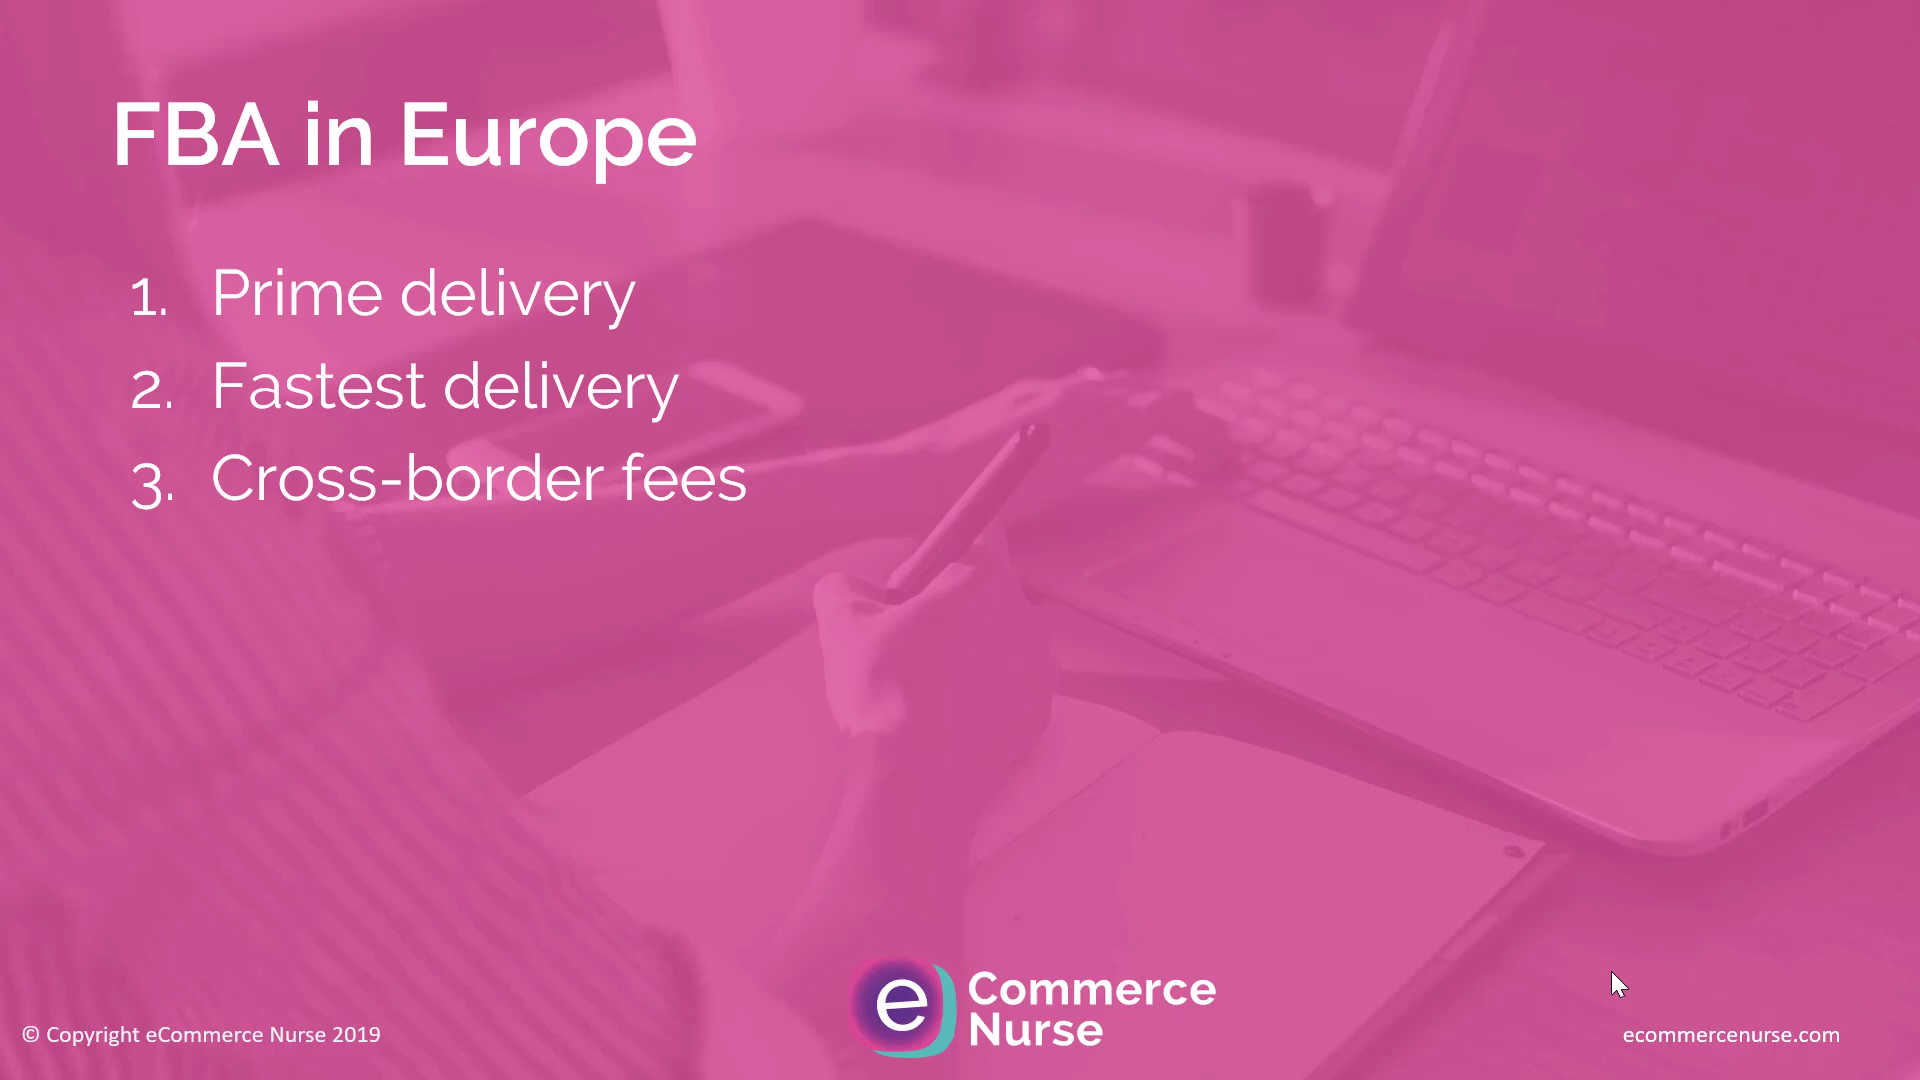 FBA in Europe
1. Prime delivery
2. Fastest delivery
3. Cross-border fees
e Commerce
Nurse
© Copyright eCommerce Nurse 2019
ecommercenurse.com